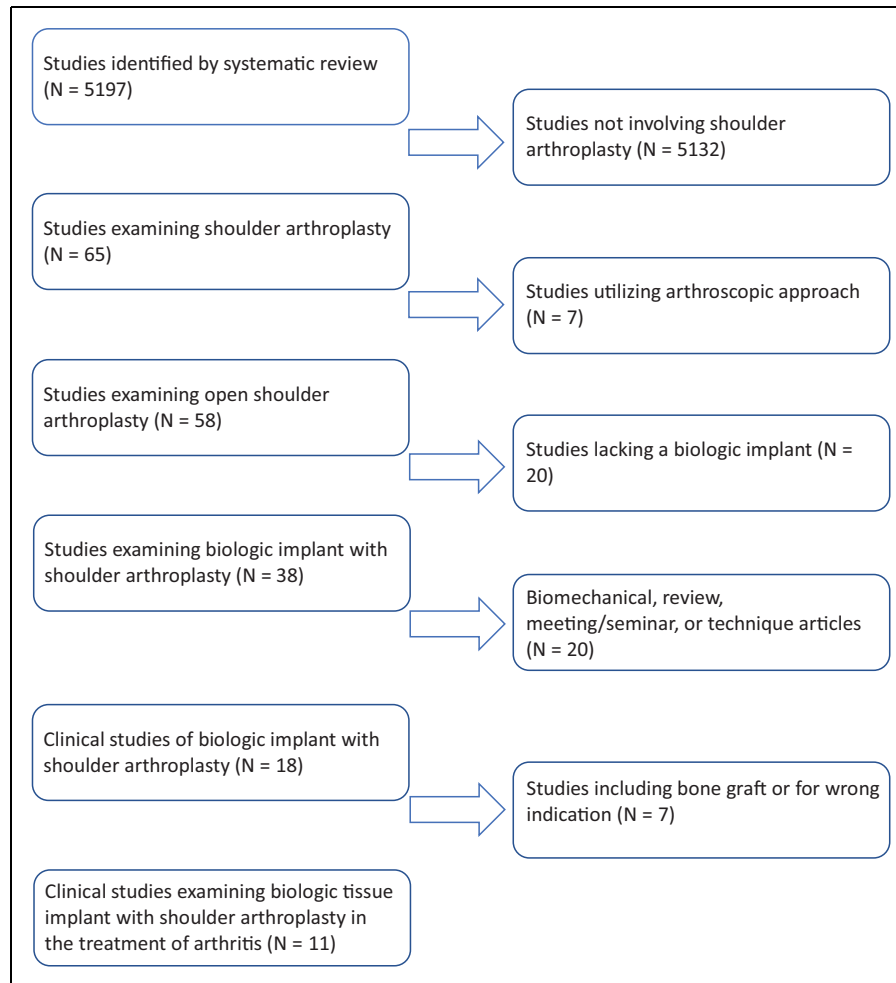 Studies identified by systematic review
(N = 5197)
Studies not involving shoulder
arthroplasty (N = 5132)
Studies examining shoulder arthroplasty
(N = 65)
Studies utilizing arthroscopic approach
(N = 7)
Studies examining open shoulder
arthroplasty (N = 58)
Studies lacking a biologic implant (N =
20)
Studies examining biologic implant with
shoulder arthroplasty (N = 38)
Biomechanical, review,
meeting/seminar, or technique articles
(N = 20)
Clinical studies of biologic implant with
shoulder arthroplasty (N = 18)
Studies including bone graft or for wrong
indication (N = 7)
Clinical studies examining biologic tissue
implant with shoulder arthroplasty in
the treatment of arthritis (N = 11)